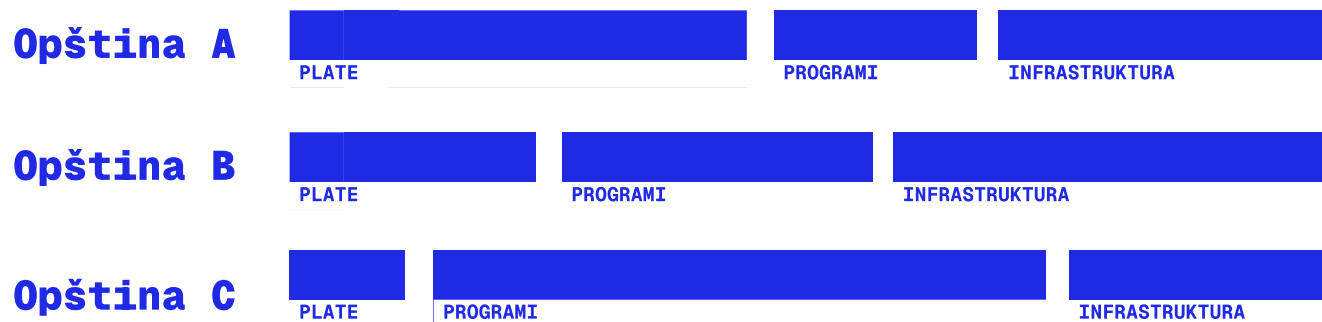 Opština A
PLATE PROGRAMI INFRASTRUKTURA
Opština B
PLATE PROGRAMI INFRASTRUKTURA
Opština C
PLATE PROGRAMI INFRASTRUKTURA